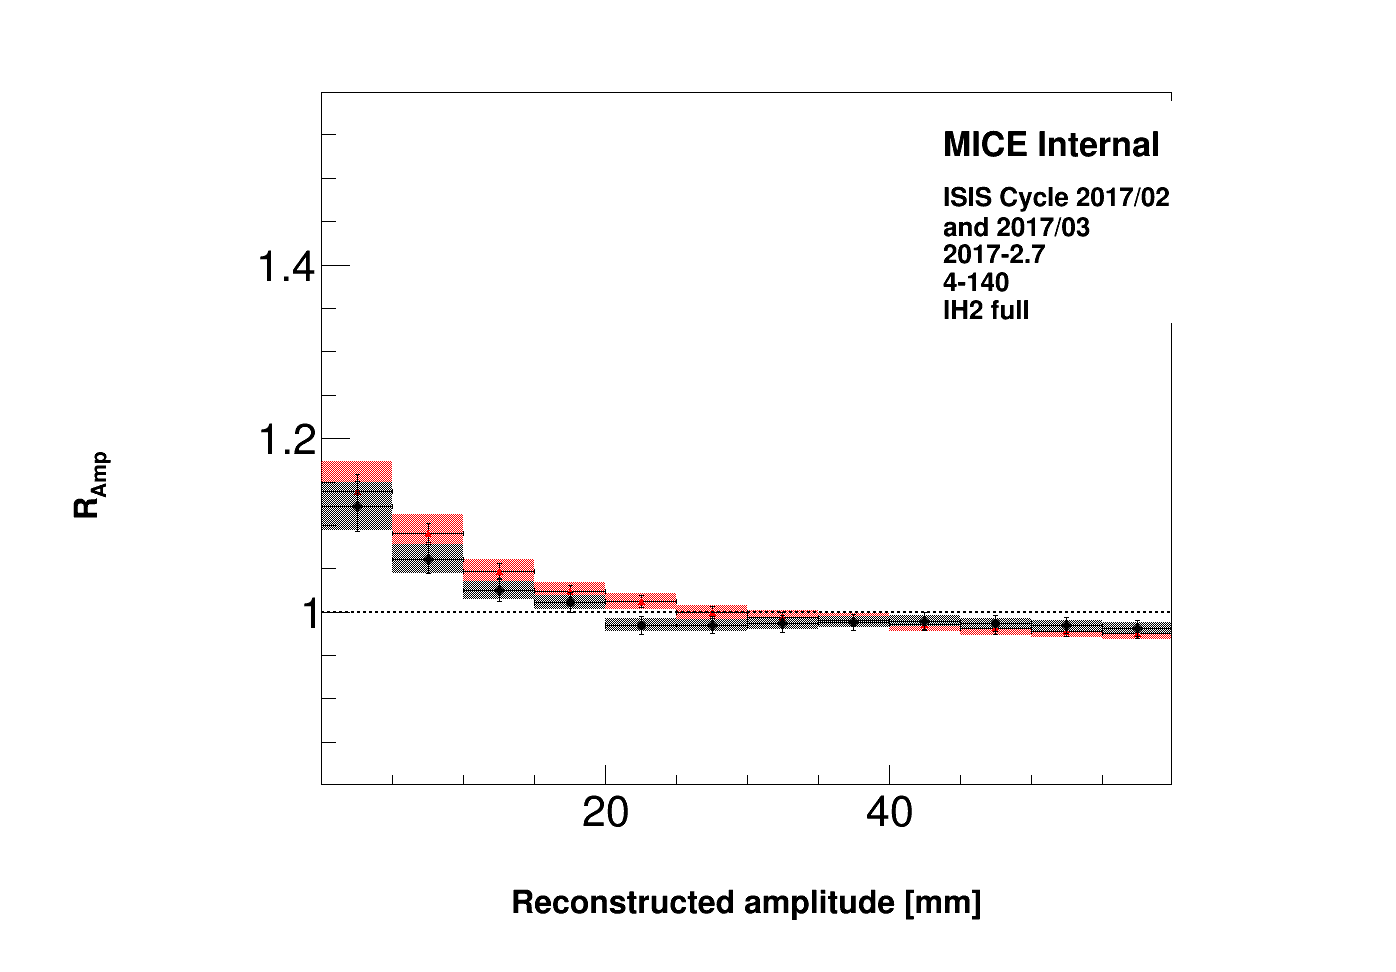 MICE Internal
ISIS Cycle 2017/02
and 2017/03
2017-2.7
4-140
IH2 full
1.4
1.2
1
R_Amp
20
40
Reconstructed amplitude [mm]